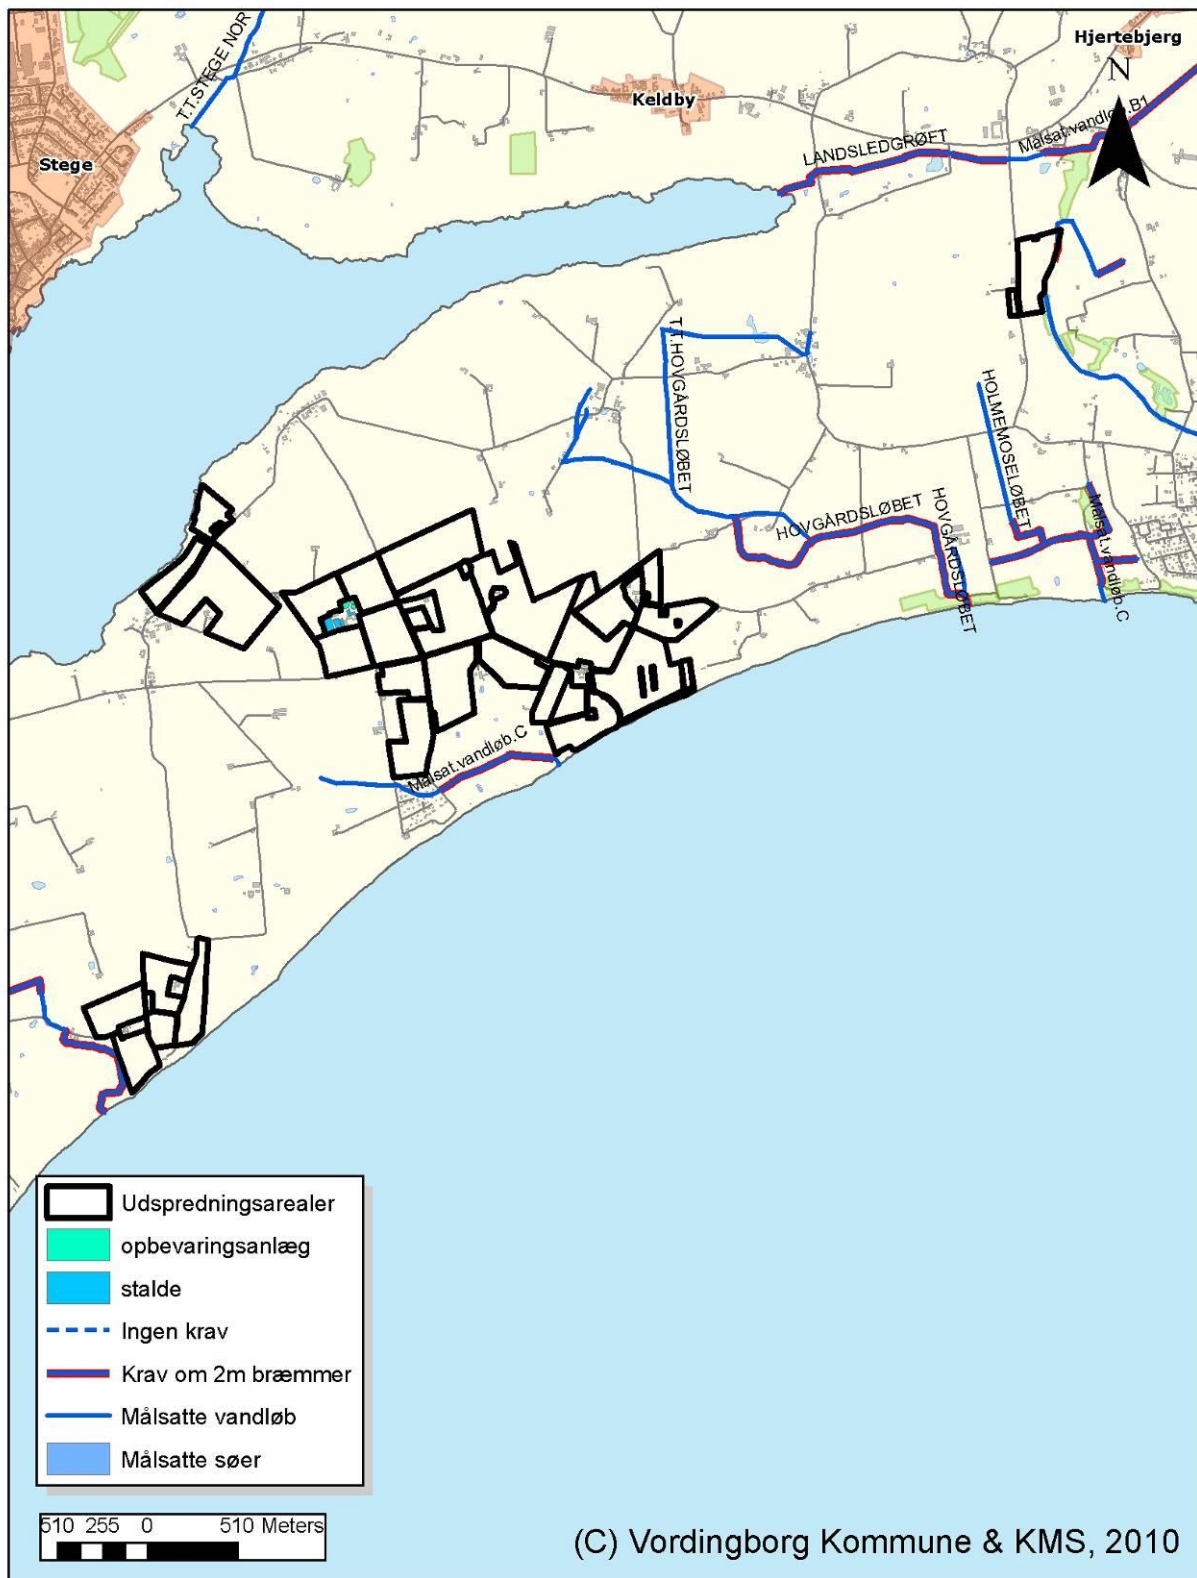 Hjertebjerg
N
T.T.STEGE NOR
Keldby
Målsat.vandløb.B1
LANDSLEDGRØFT
Stege
T.T.HOVGÅRDSLØBET
HOLMEMOSELØBET
HOVGÅRDSLØBET
HOVGÅRDSLØBET
Målsat.vandløb.C
Målsat.vandløb.C
Udspredningsarealer
opbevaringsanlæg
stalde
Ingen krav
Krav om 2m bræmmer
Målsatte vandløb
Målsatte søer
510 255 0 510 Meters
(C) Vordingborg Kommune & KMS, 2010